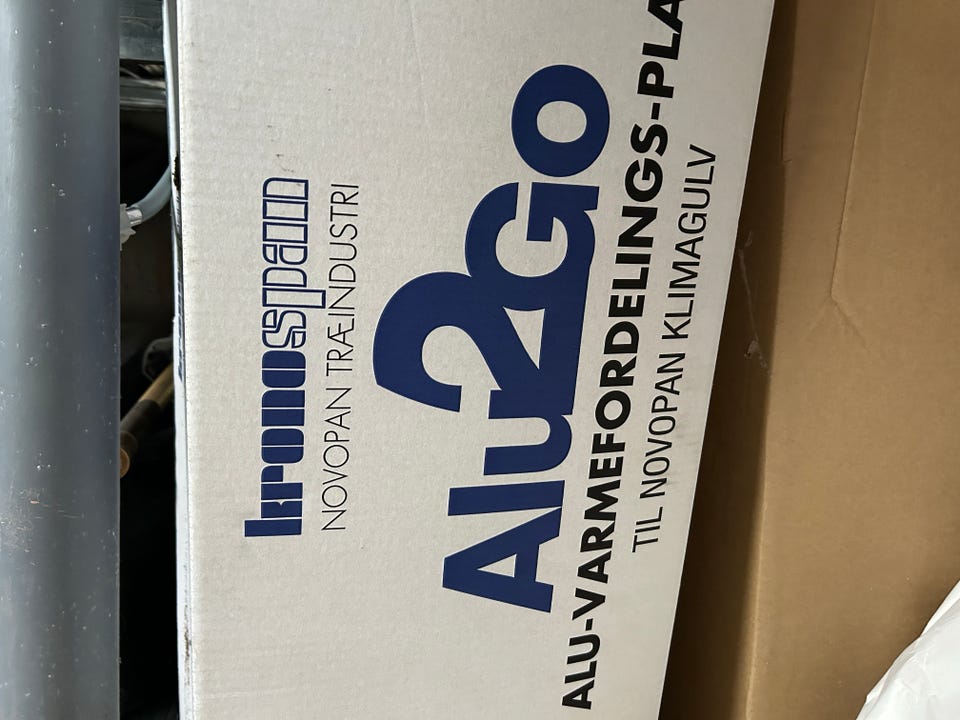 kronospan
NOVOPAN TRÆINDUSTRI
Alu2Go
ALU-VARMEFORDELINGS-PLA
TIL NOVOPAN KLIMAGULV